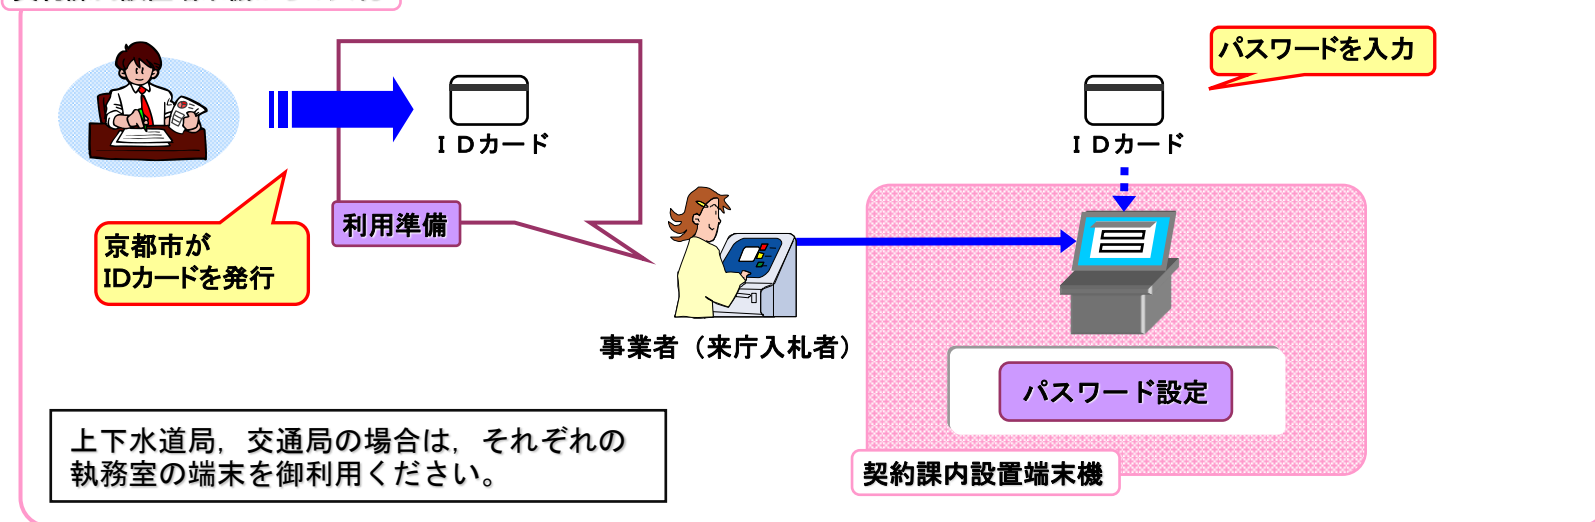 パスワードを入力
ＩＤカード
ＩＤカード
利用準備
京都市が
IDカードを発行
事業者（来庁入札者）
パスワード設定
上下水道局，交通局の場合は，それぞれの
執務室の端末を御利用ください。
契約課内設置端末機